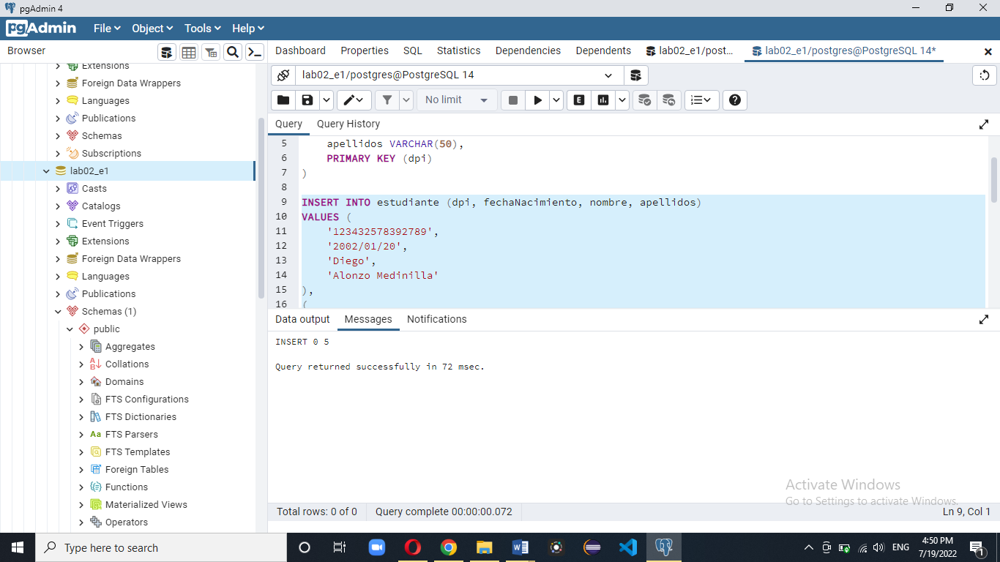 pgAdmin 4
pgAdmin File Object Tools Help
Browser
Dashboard Properties SQL Statistics Dependencies Dependents lab02_e1/post... lab02_e1/postgres@PostgreSQL 14*
Extensions
Foreign Data Wrappers
Languages
Publications
Schemas
Subscriptions
lab02_e1
Casts
Catalogs
Event Triggers
Extensions
Foreign Data Wrappers
Languages
Publications
Schemas (1)
public
Aggregates
Collations
Domains
FTS Configurations
FTS Dictionaries
Aa FTS Parsers
FTS Templates
Foreign Tables
Functions
Materialized Views
Operators
lab02_e1/postgres@PostgreSQL 14
No limit
E
Query Query History
5 apellidos VARCHAR(50),
6 PRIMARY KEY (dpi)
7 )
8
9 INSERT INTO estudiante (dpi, fechaNacimiento, nombre, apellidos)
10 VALUES (
11 '123432578392789',
12 '2002/01/20',
13 'Diego',
14 'Alonzo Medinilla'
15 ),
16 (
Data output Messages Notifications
INSERT 0 5
Query returned successfully in 72 msec.
Activate Windows
Go to Settings to activate Windows.
Total rows: 0 of 0 Query complete 00:00:00.072 Ln 9, Col 1
Type here to search
ENG
4:50 PM
7/19/2022
1